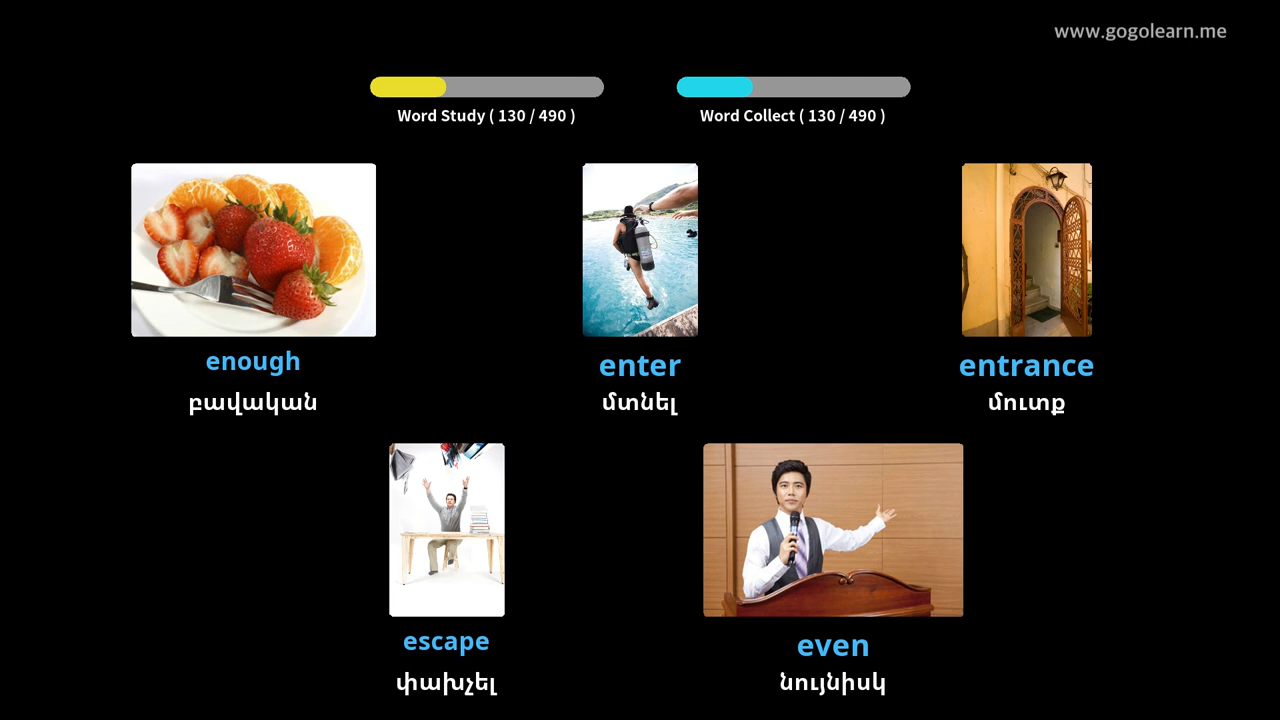 www.gogolearn.me
Word Study ( 130 / 490 )
Word Collect ( 130 / 490 )
enough
բավական
enter
մտնել
entrance
մուտք
escape
փախչել
even
նույնիսկ